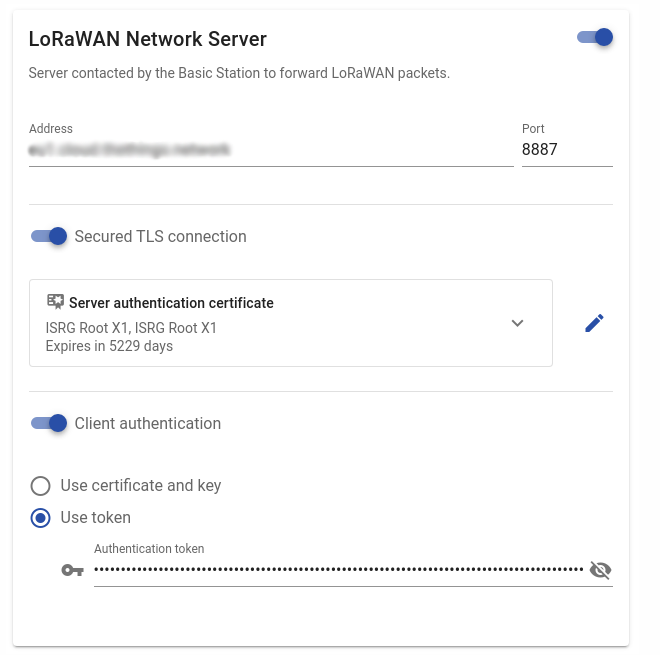 LoRaWAN Network Server
Server contacted by the Basic Station to forward LoRaWAN packets.
Address
Port
8887
Secured TLS connection
Server authentication certificate
ISRG Root X1, ISRG Root X1
Expires in 5229 days
Client authentication
Use certificate and key
Use token
Authentication token